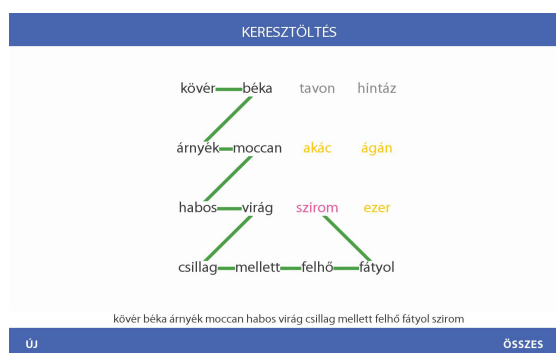 KERESZTÖLTÉS
kövér béka tavon hintáz
árnyék moccan akác ágán
habos virág szirom ezer
csillag mellett felhő fátyol
kövér béka árnyék moccan habos virág csillag mellett felhő fátyol szirom
ÚJ ÖSSZES